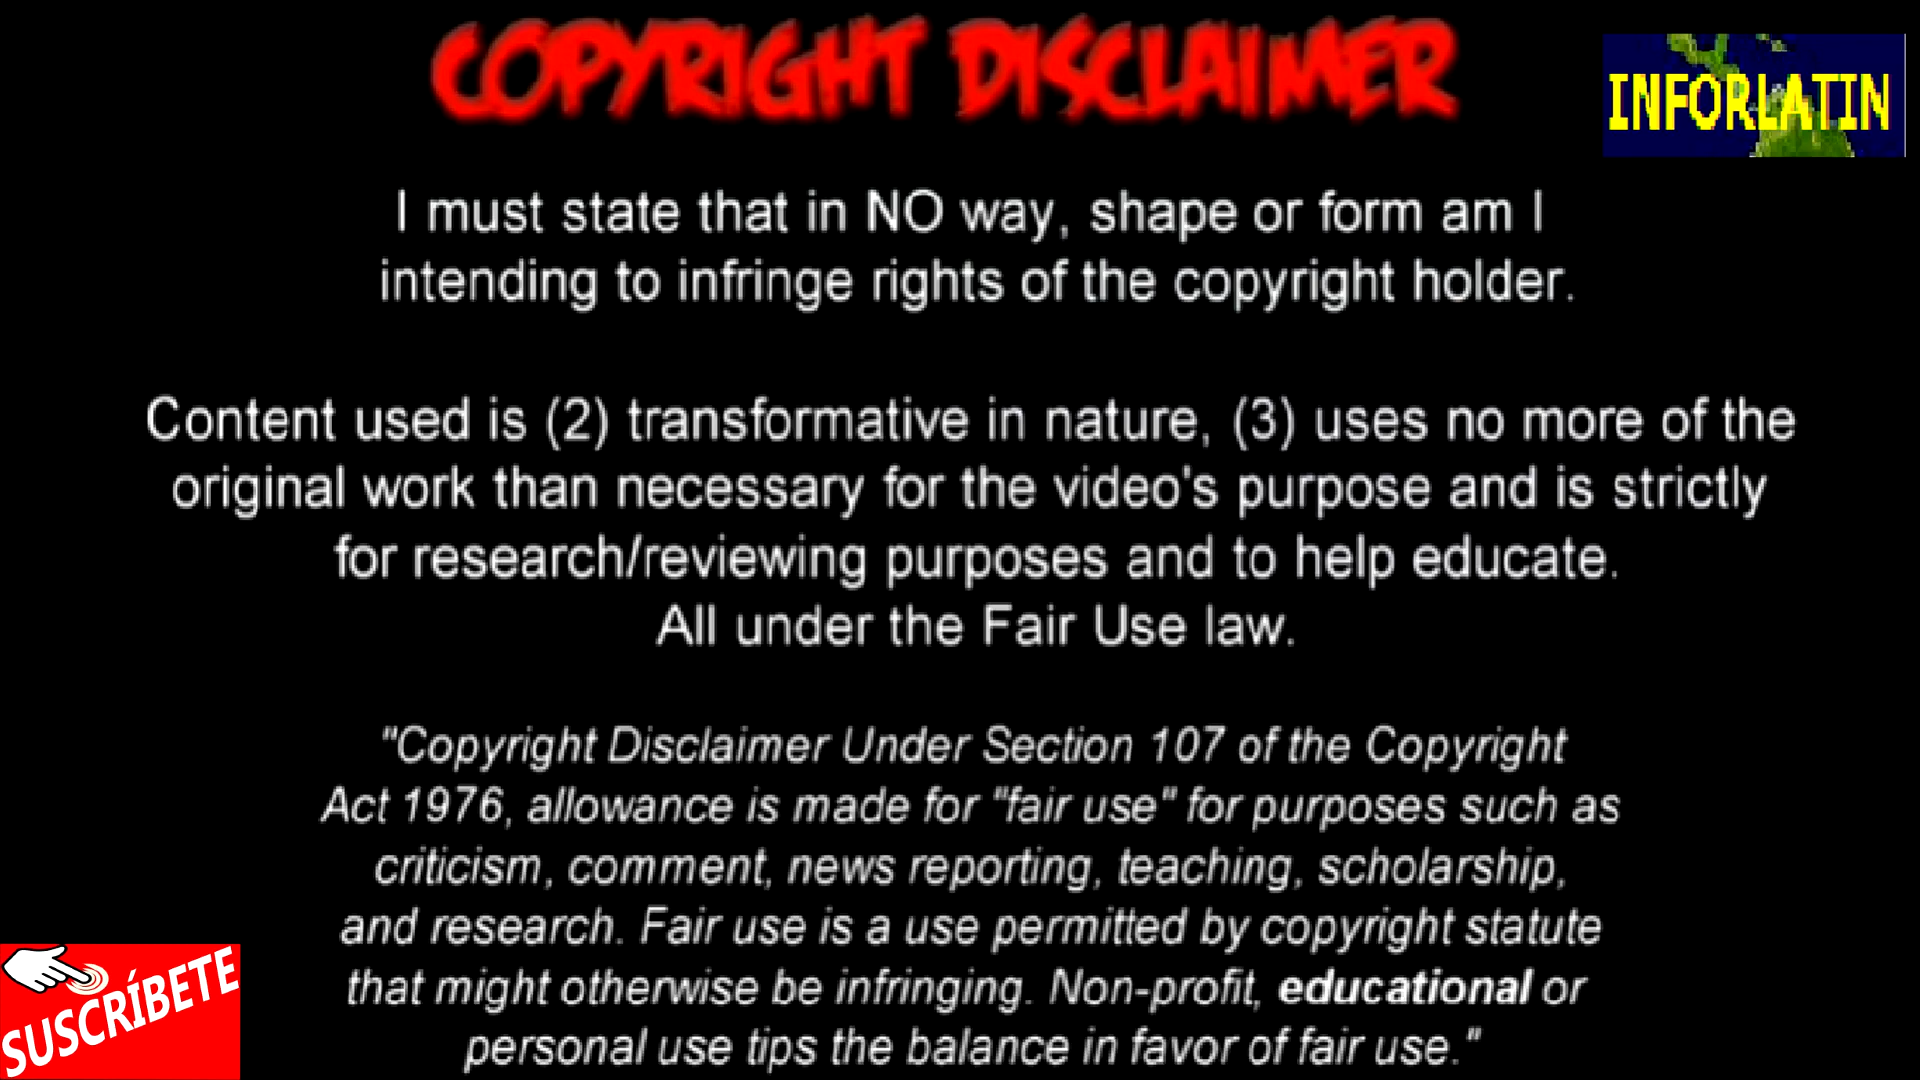 COPYRIGHT DISCLAIMER
INFORLATIN
I must state that in NO way, shape or form am I
intending to infringe rights of the copyright holder.
Content used is (2) transformative in nature, (3) uses no more of the
original work than necessary for the video's purpose and is strictly
for research/reviewing purposes and to help educate.
All under the Fair Use law.
"Copyright Disclaimer Under Section 107 of the Copyright
Act 1976, allowance is made for "fair use" for purposes such as
criticism, comment, news reporting, teaching, scholarship,
and research. Fair use is a use permitted by copyright statute
that might otherwise be infringing. Non-profit, educational or
personal use tips the balance in favor of fair use."
SUSCRÍBETE